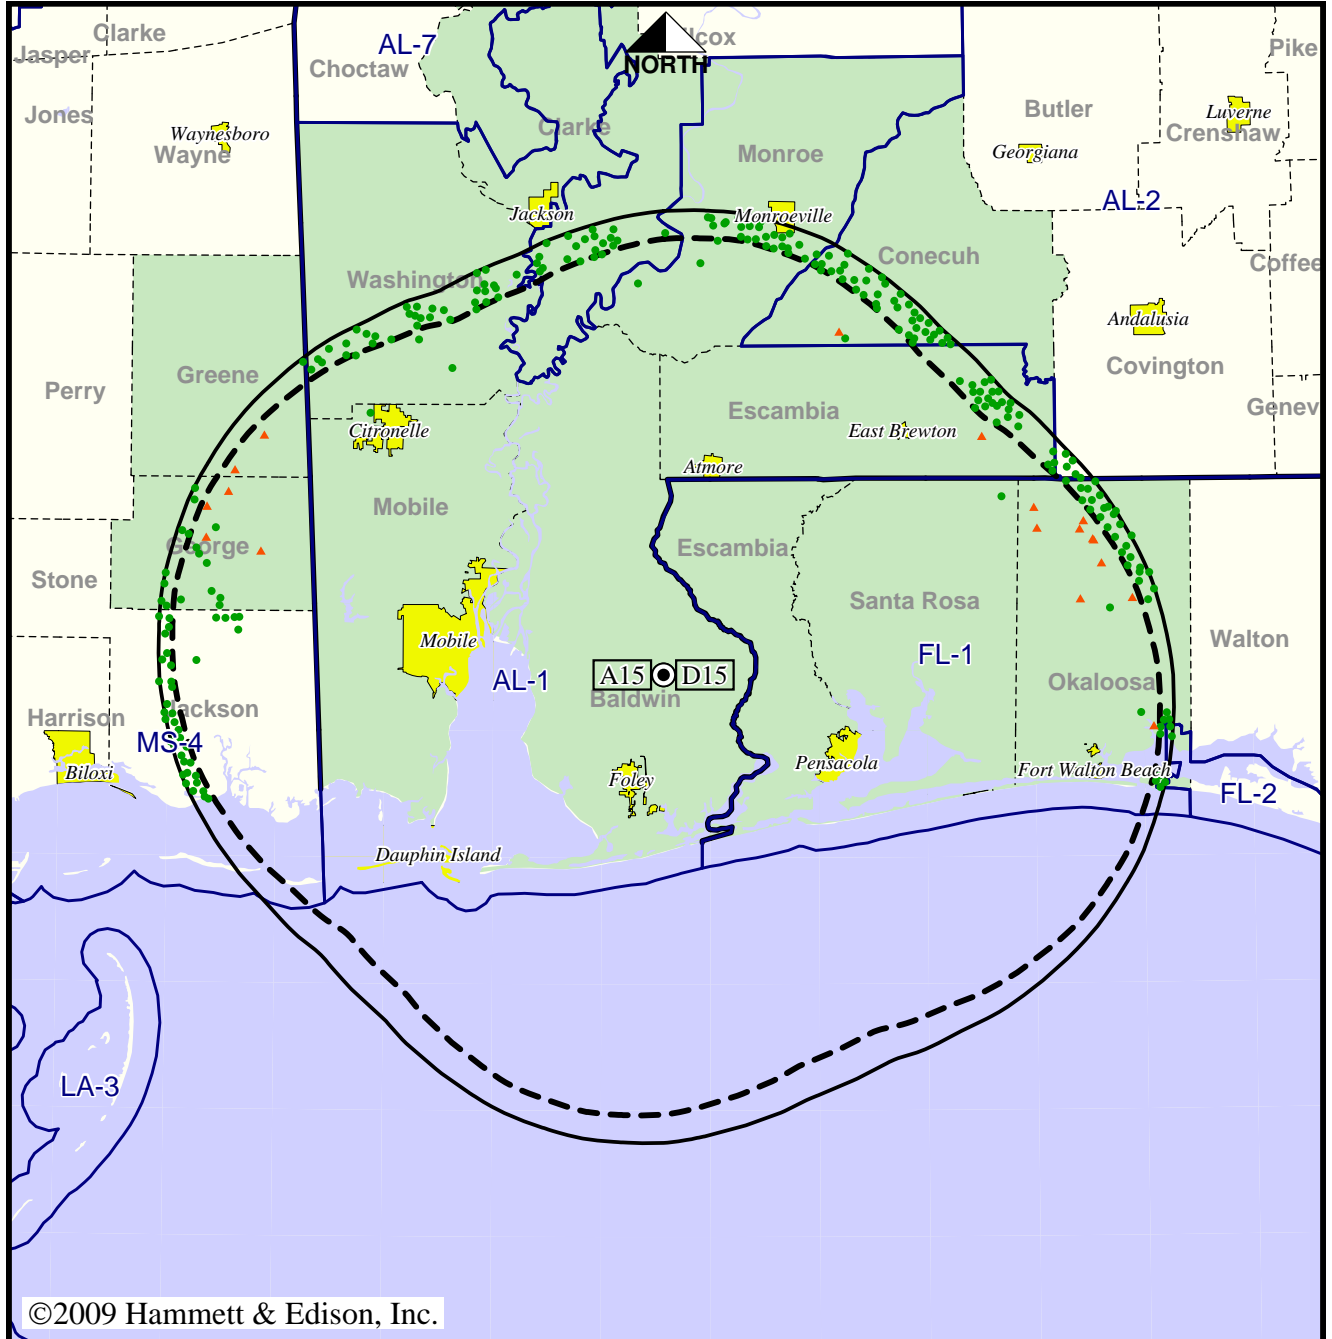 Clarke
AL-7
lcox
Jasper
Choctaw
NORTH
Pike
Jones
Waynesboro
Wayne
Clarke
Monroe
Butler
Georgiana
Luverne
Crenshaw
Jackson
Monroeville
AL-2
Washington
Conecuh
Coffee
Andalusia
Perry
Greene
Covington
Genev
Citronelle
Escambia
East Brewton
Atmore
Mobile
George
Escambia
Stone
Santa Rosa
Mobile
AL-1
A15
D15
Baldwin
FL-1
Walton
Okaloosa
Harrison
Jackson
MS-4
Biloxi
Foley
Pensacola
Fort Walton Beach
FL-2
Dauphin Island
LA-3
©2009 Hammett & Edison, Inc.